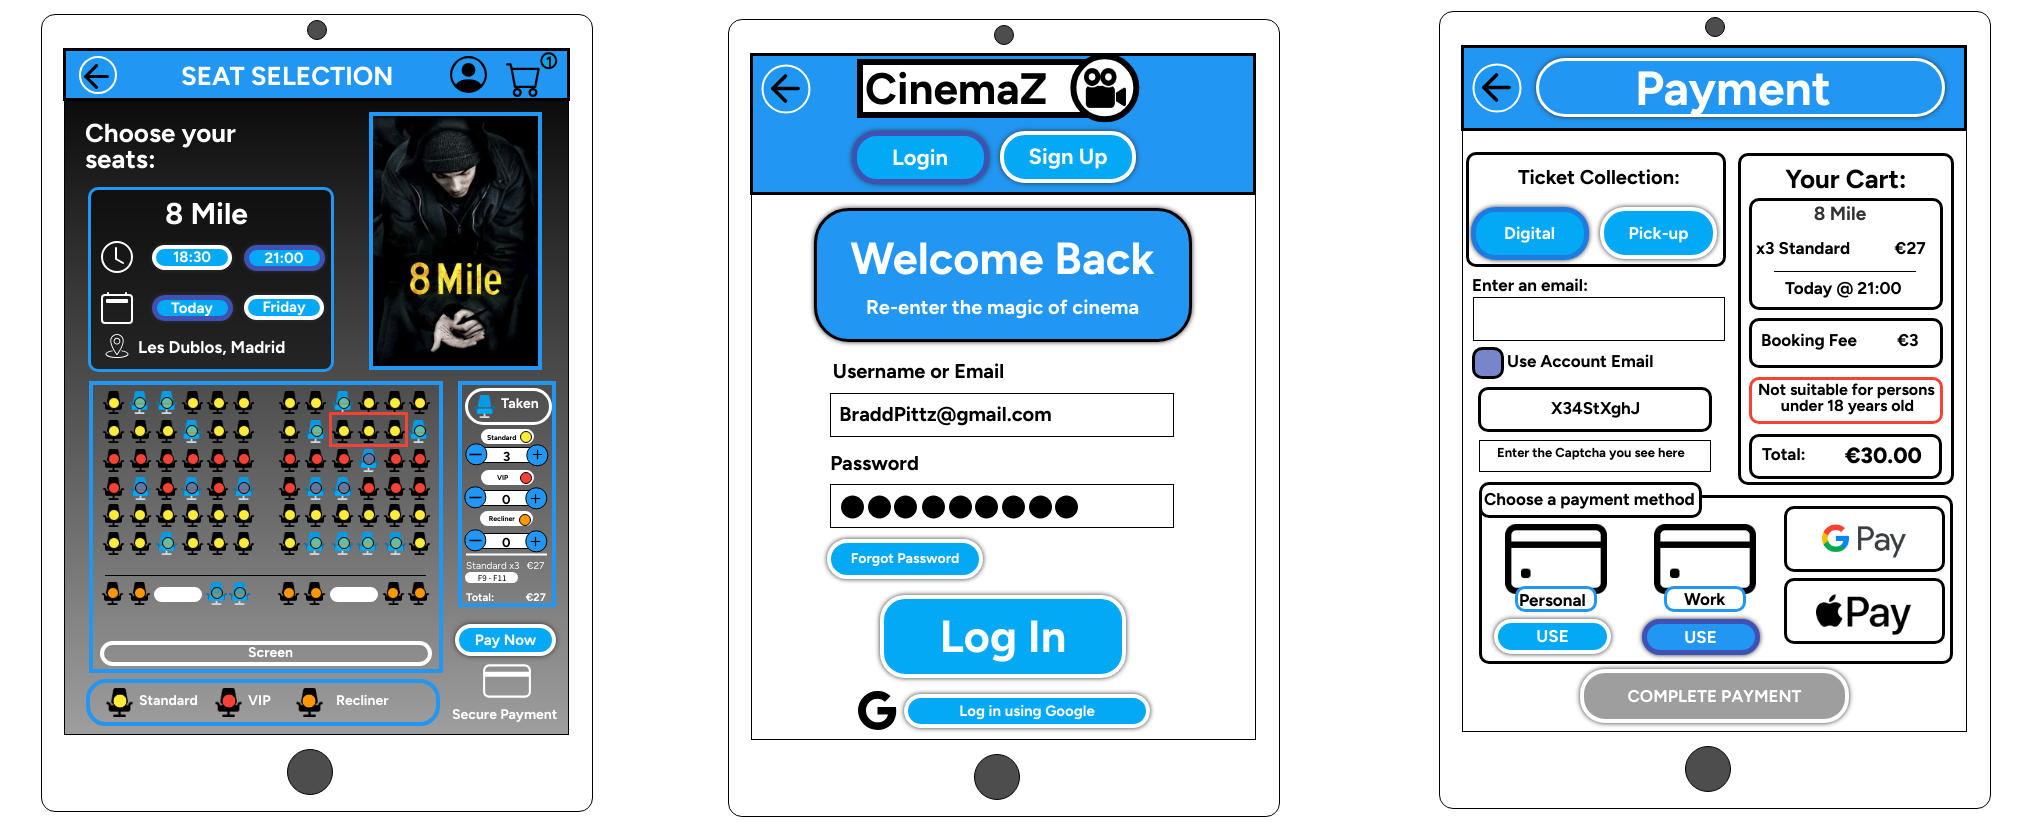 SEAT SELECTION
1
Choose your
seats:
8 Mile
18:30
21:00
Today
Friday
Les Dublos, Madrid
8 Mile
Taken
Standard
3
VIP
0
Recliner
0
Standard x3 €27
F9 - F11
Total: €27
Screen
Pay Now
Secure Payment
Standard
VIP
Recliner
CinemaZ
Login
Sign Up
Welcome Back
Re-enter the magic of cinema
Username or Email
BraddPittz@gmail.com
Password
Forgot Password
Log In
G
Log in using Google
Payment
Ticket Collection:
Digital
Pick-up
Enter an email:
Use Account Email
X34StXghJ
Enter the Captcha you see here
Your Cart:
8 Mile
x3 Standard €27
Today @ 21:00
Booking Fee €3
Not suitable for persons
under 18 years old
Total: €30.00
Choose a payment method
Personal
USE
Work
USE
G Pay
Pay
COMPLETE PAYMENT